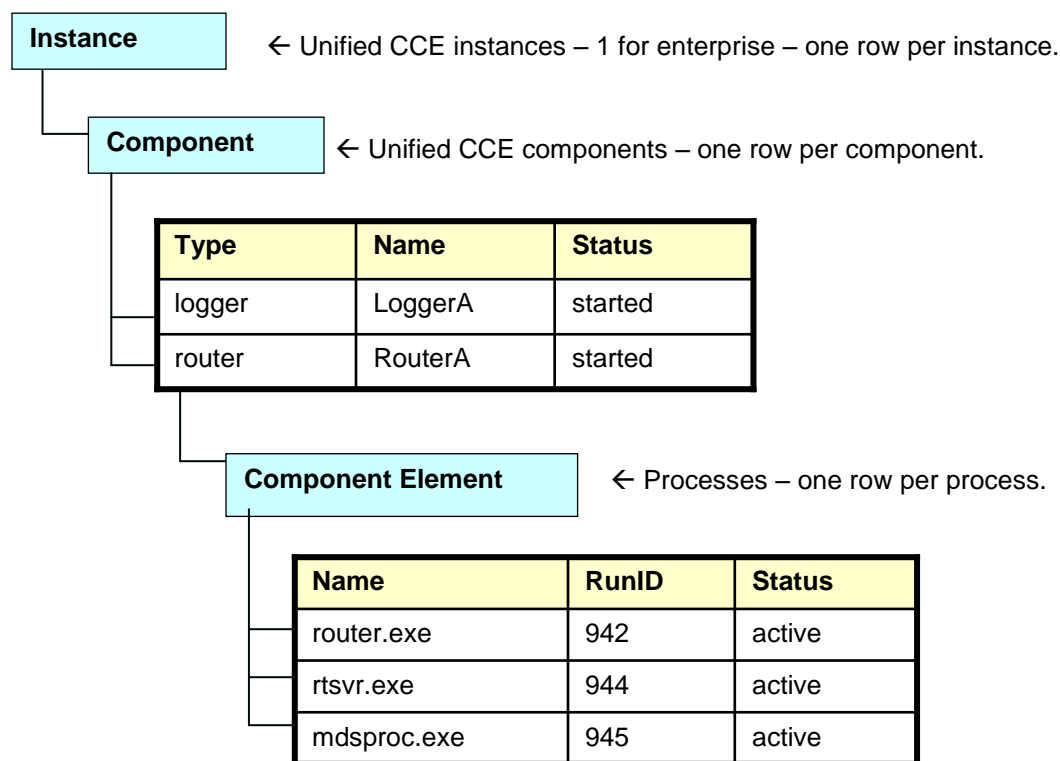 Instance ← Unified CCE instances – 1 for enterprise – one row per instance.
Component ← Unified CCE components – one row per component.
Type Name Status
logger LoggerA started
router RouterA started
Component Element ← Processes – one row per process.
Name RunID Status
router.exe 942 active
rtsvr.exe 944 active
mdsproc.exe 945 active